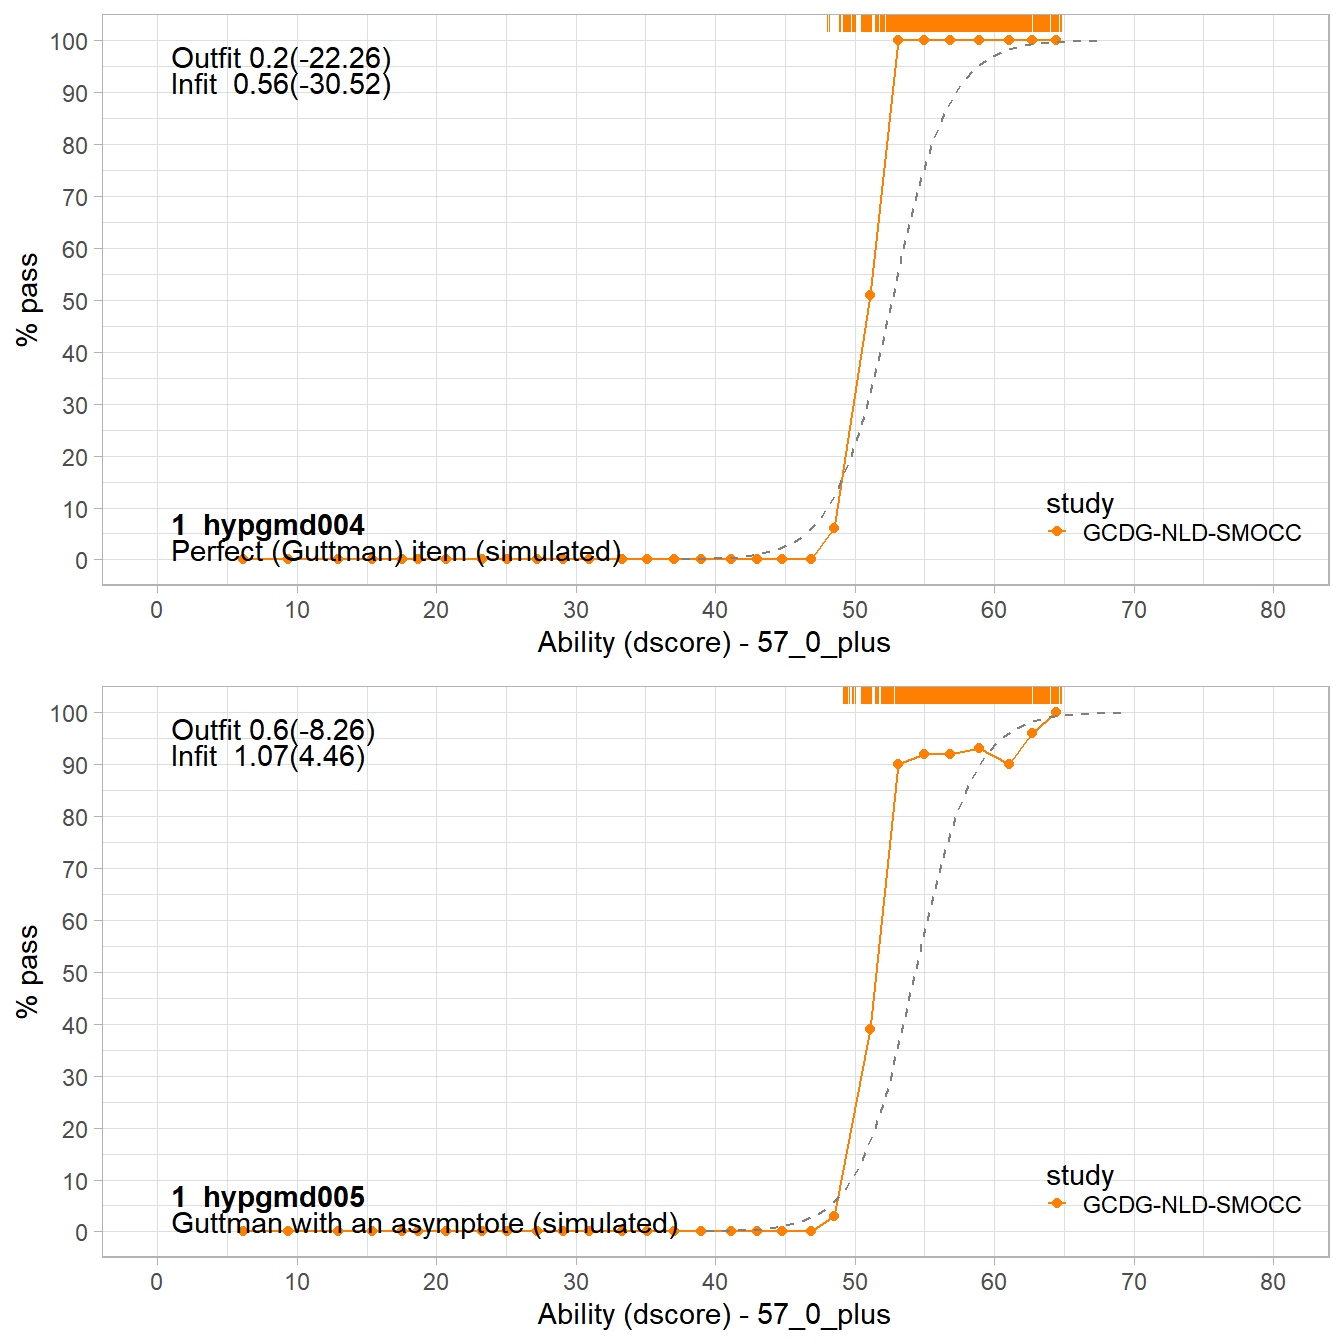 100
90
80
70
60
50
40
30
20
10
0
% pass
Outfit 0.2(-22.26)
Infit 0.56(-30.52)
1 hypgmd004
Perfect (Guttman) item (simulated)
study
GCDG-NLD-SMOCC
0 10 20 30 40 50 60 70 80
Ability (dscore) - 57_0_plus
100
90
80
70
60
50
40
30
20
10
0
% pass
Outfit 0.6(-8.26)
Infit 1.07(4.46)
1 hypgmd005
Guttman with an asymptote (simulated)
study
GCDG-NLD-SMOCC
0 10 20 30 40 50 60 70 80
Ability (dscore) - 57_0_plus